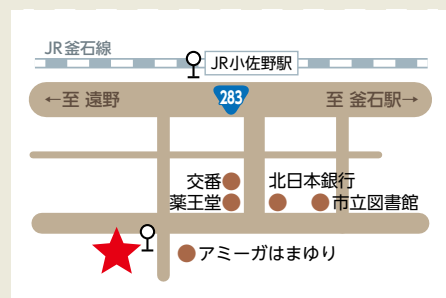 JR釜石線
JR小佐野駅
←至 遠野
283
至 釜石駅→
交番
北日本銀行
薬王堂
市立図書館
アミーガはまゆり